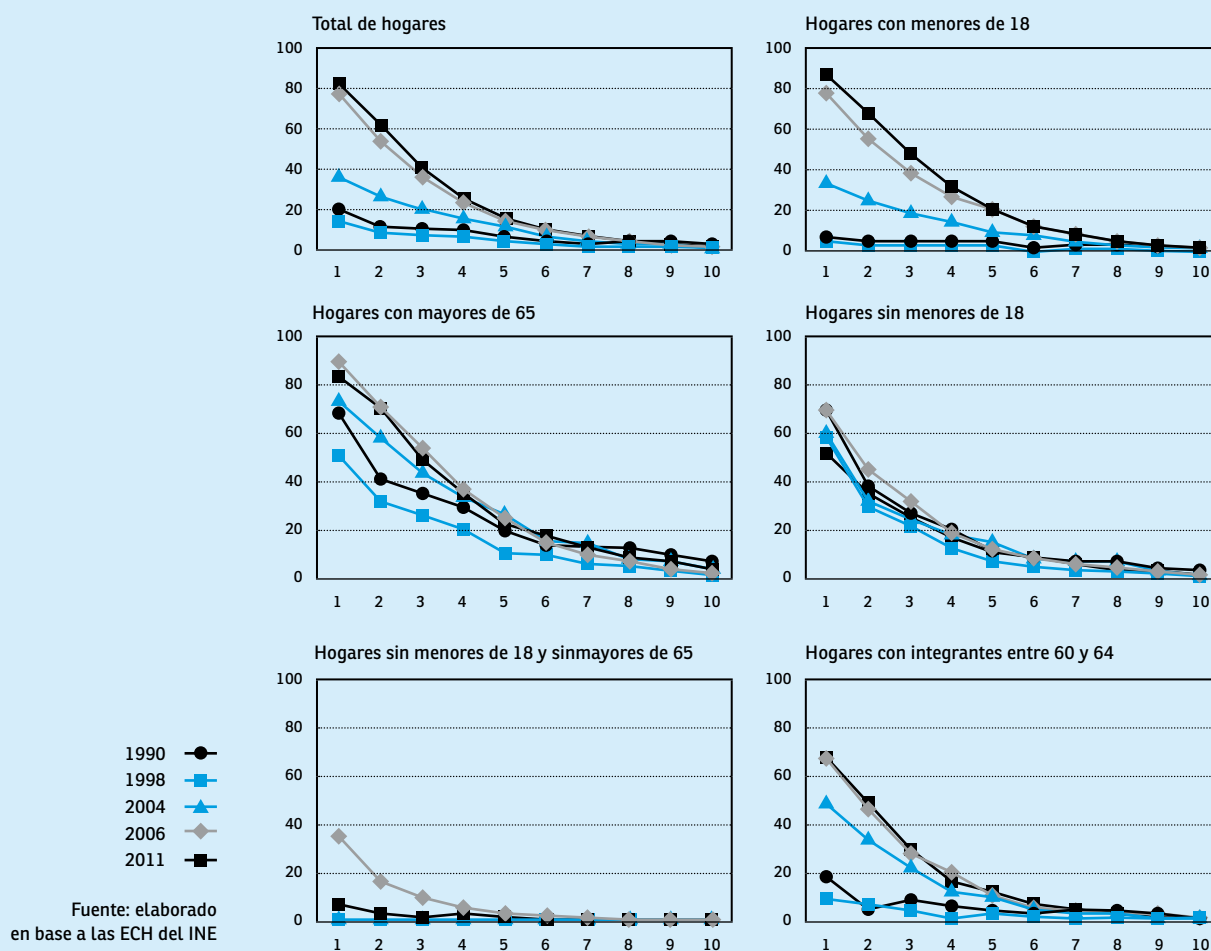 Total de hogares
100
80
60
40
20
0
1 2 3 4 5 6 7 8 9 10
Hogares con menores de 18
100
80
60
40
20
0
1 2 3 4 5 6 7 8 9 10
Hogares con mayores de 65
100
80
60
40
20
0
1 2 3 4 5 6 7 8 9 10
Hogares sin menores de 18
100
80
60
40
20
0
1 2 3 4 5 6 7 8 9 10
Hogares sin menores de 18 y sinmayores de 65
100
80
60
40
20
0
1 2 3 4 5 6 7 8 9 10
Hogares con integrantes entre 60 y 64
100
80
60
40
20
0
1 2 3 4 5 6 7 8 9 10
1990
1998
2004
2006
2011
Fuente: elaborado
en base a las ECH del INE